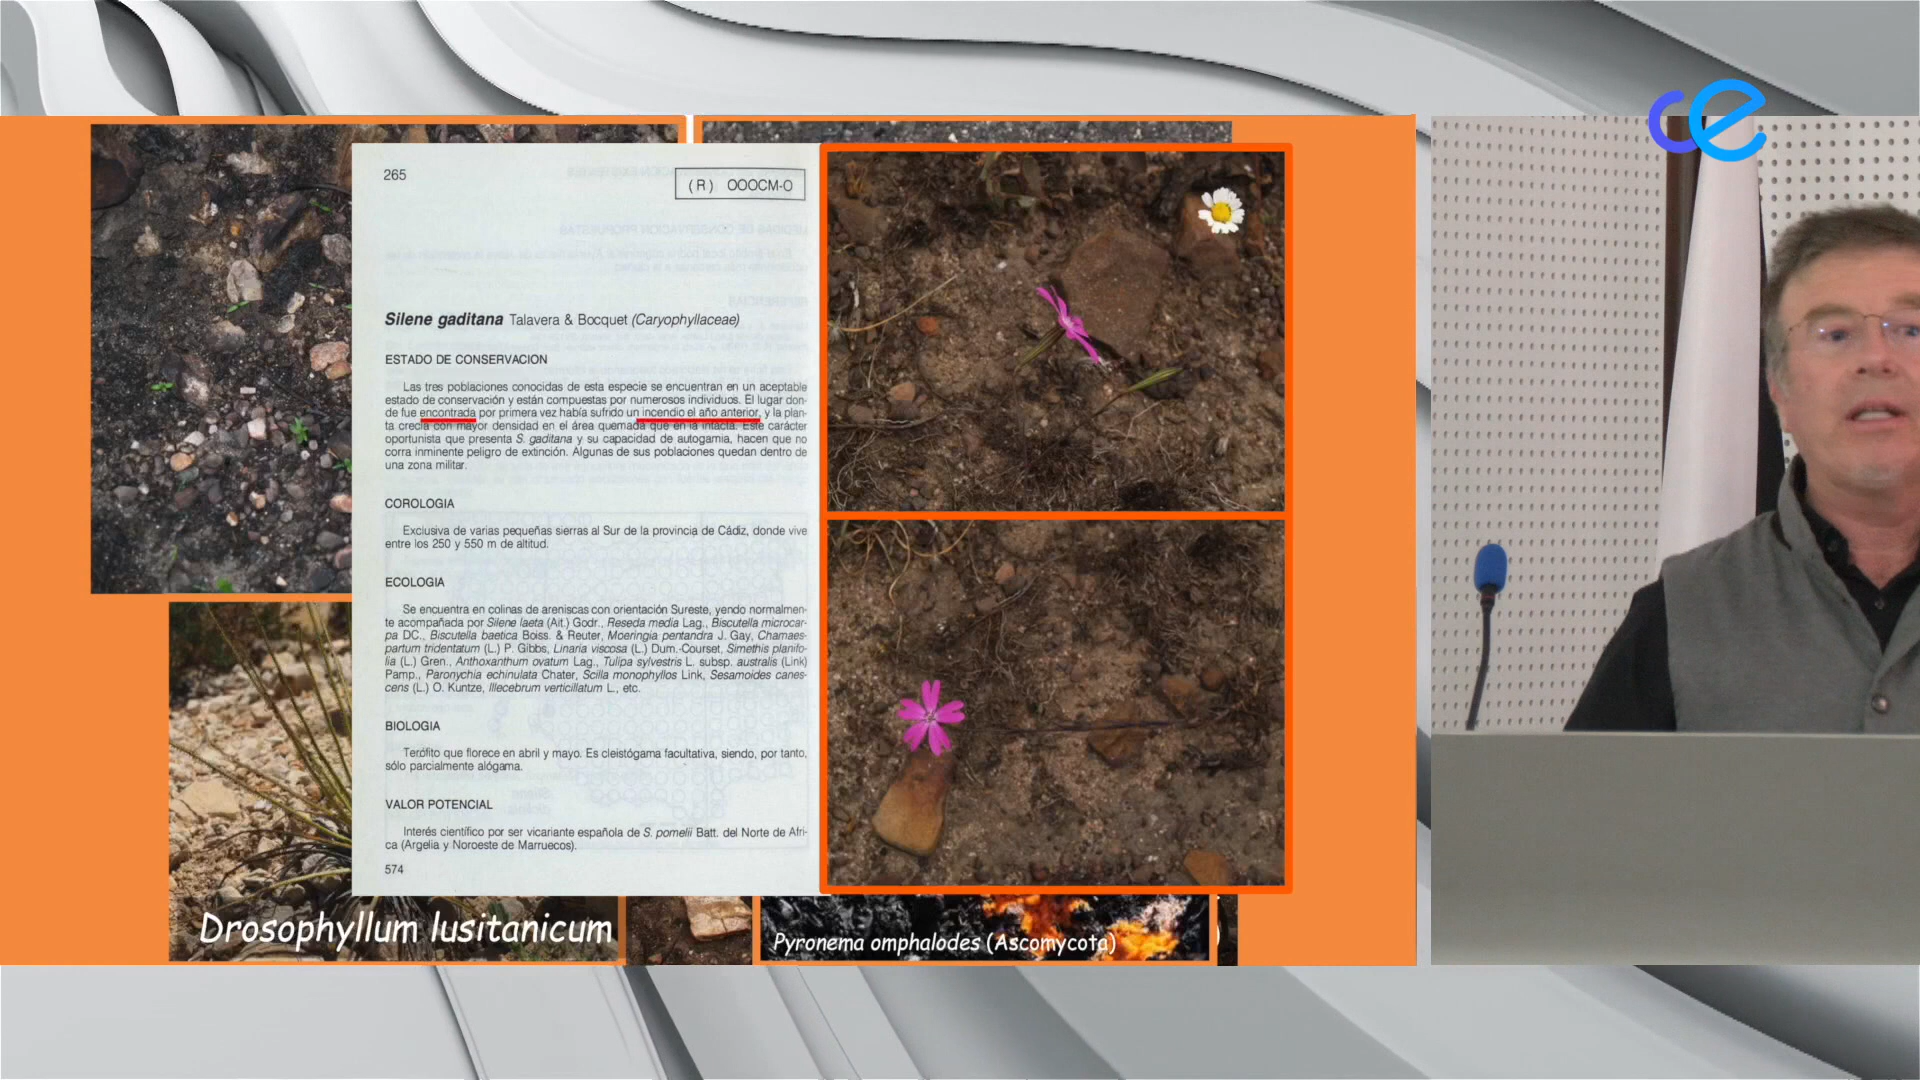 265
(R) OOOCM-O
Silene gaditana Talavera & Bocquet (Caryophyllaceae)
ESTADO DE CONSERVACION
Las tres poblaciones conocidas de esta especie se encuentran en un aceptable
estado de conservación y están compuestas por numerosos individuos. El lugar don-
de fue encontrada por primera vez había sufrido un incendio el año anterior, y la plan-
ta crecía con mayor densidad en el área quemada que en la intacta. Este carácter
oportunista que presenta S. gaditana y su capacidad de autogamia, hacen que no
corra inminente peligro de extinción. Algunas de sus poblaciones quedan dentro de
una zona militar.
COROLOGIA
Exclusiva de varias pequeñas sierras al Sur de la provincia de Cádiz, donde vive
entre los 250 y 550 m de altitud.
ECOLOGIA
Se encuentra en colinas de areniscas con orientación Sureste, yendo normalmen-
te acompañada por Silene laeta (Ait.) Godr., Reseda media Lag., Biscutella microcar-
pa DC., Biscutella baetica Boiss. & Reuter, Moeringia pentandra J. Gay, Chamaes-
partum tridentatum (L.) P. Gibbs, Linaria viscosa (L.) Dum.-Courset, Simethis planifo-
lia (L.) Gren., Anthoxanthum ovatum Lag., Tulipa sylvestris L. subsp. australis (Link)
Pamp., Paronychia echinulata Chater, Scilla monophyllos Link, Sesamoides canes-
cens (L.) O. Kuntze, Illecebrum verticillatum L., etc.
BIOLOGIA
Terófito que florece en abril y mayo. Es cleistógama facultativa, siendo, por tanto,
sólo parcialmente alógama.
VALOR POTENCIAL
Interés científico por ser vicariante española de S. pomelii Batt. del Norte de Afri-
ca (Argelia y Noroeste de Marruecos).
574
Drosophyllum lusitanicum
Pyronema omphalodes (Ascomycota)
ce